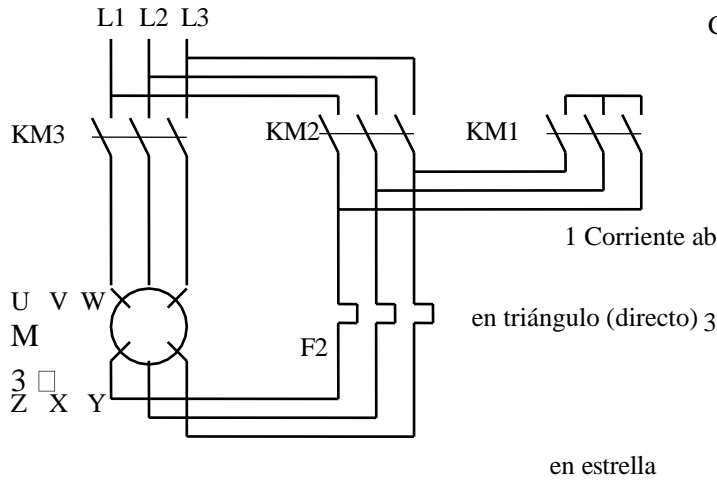 L1 L2 L3
KM3
KM2
KM1
1 Corriente ab
U V W
M
3
F2
en triángulo (directo) 3
Z X Y
en estrella